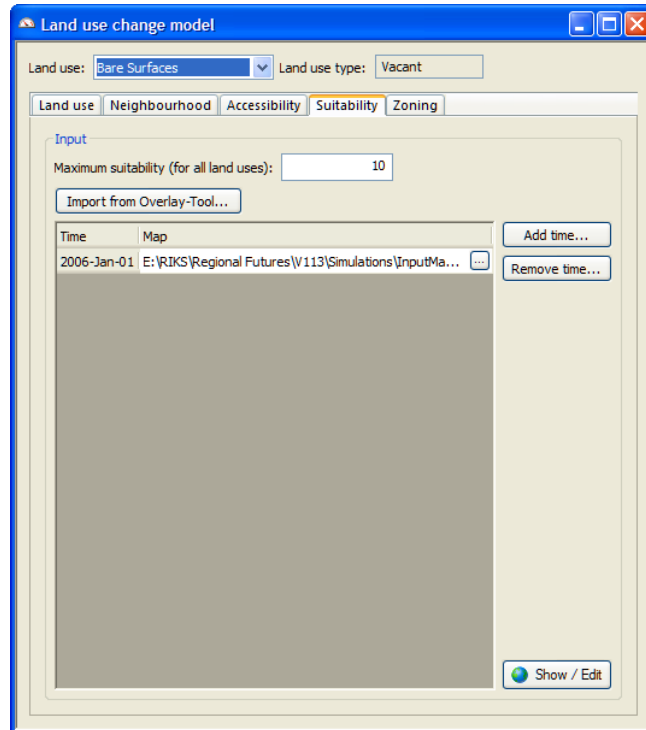 Land use change model
Land use: Bare Surfaces Land use type: Vacant
Land use Neighbourhood Accessibility Suitability Zoning
Input
Maximum suitability (for all land uses): 10
Import from Overlay-Tool...
Time Map Add time...
2006-Jan-01 E:\RIKS\Regional Futures\V113\Simulations\InputMa... ... Remove time...
Show / Edit